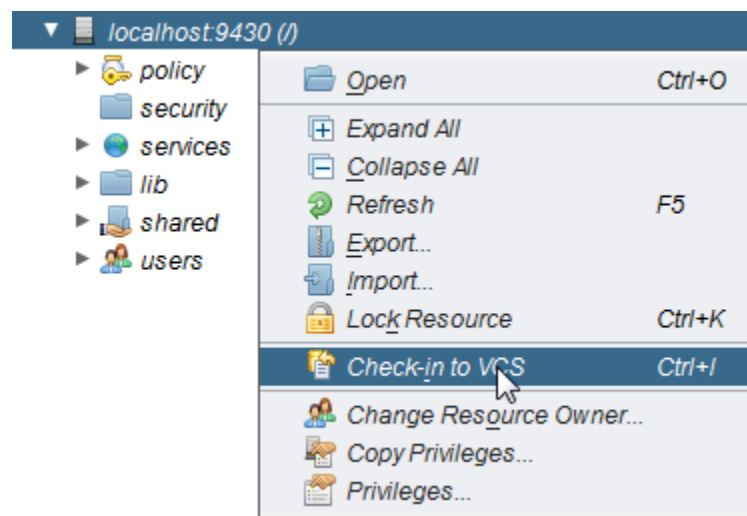 localhost:9430 (/)
policy
security
services
lib
shared
users
Open Ctrl+O
Expand All
Collapse All
Refresh F5
Export...
Import...
Lock Resource Ctrl+K
Check-in to VCS Ctrl+I
Change Resource Owner...
Copy Privileges...
Privileges...